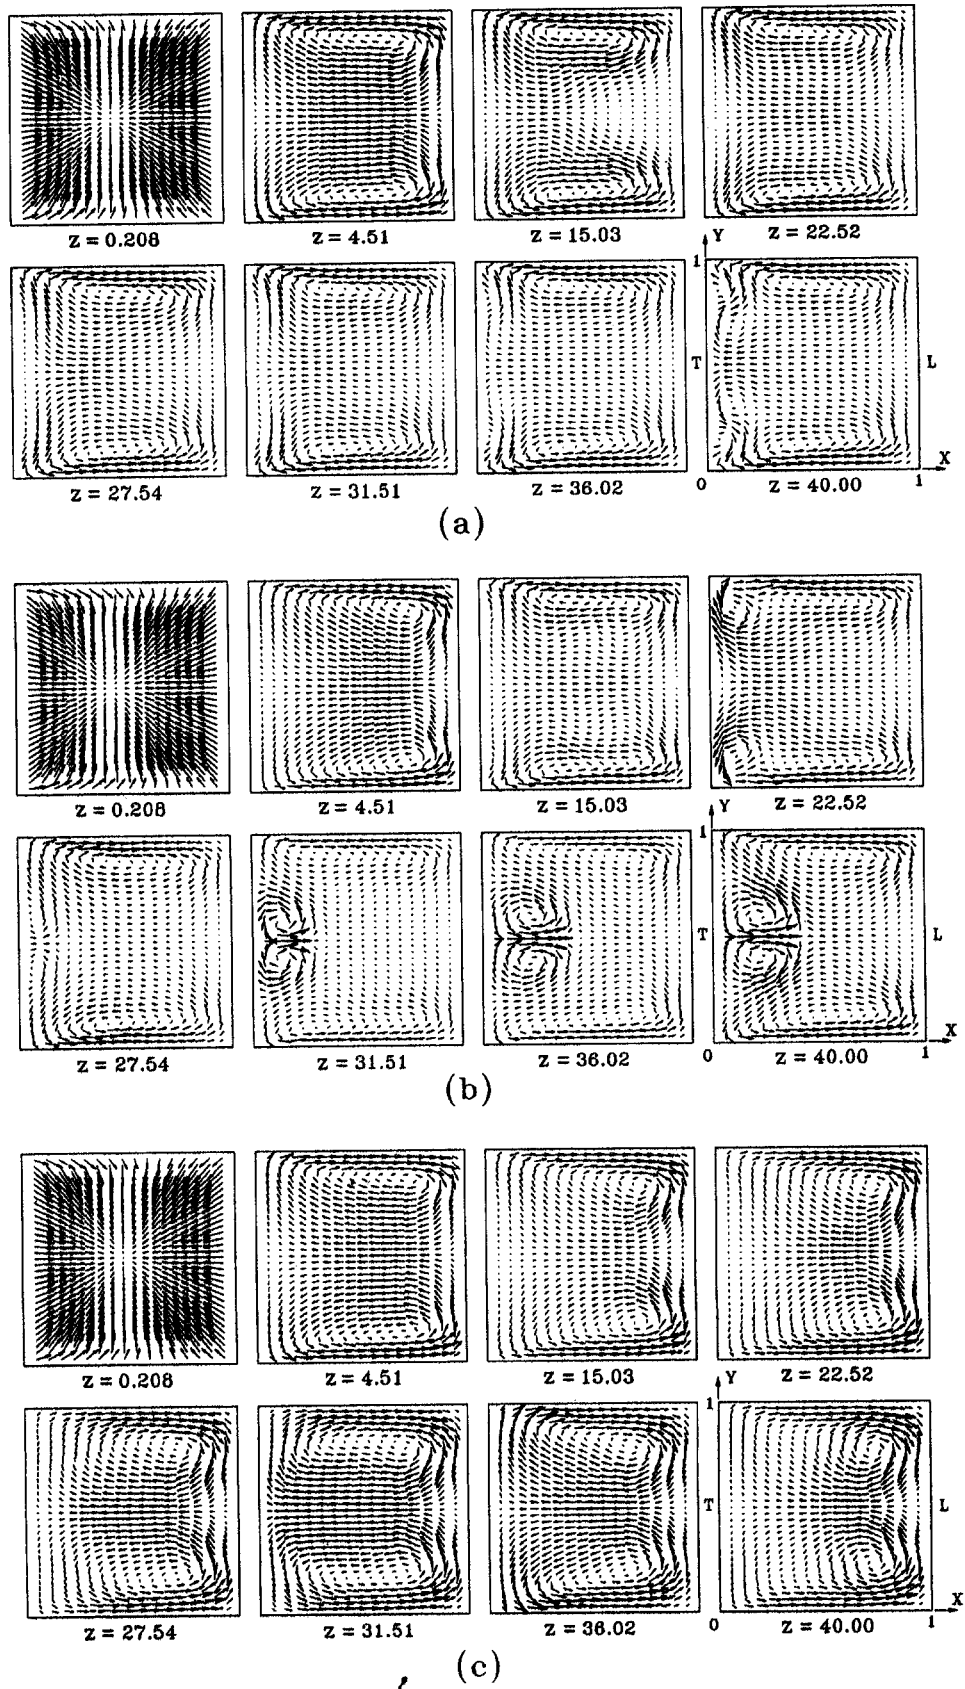 Z = 0.208
Z = 4.51
Z = 15.03
Z = 22.52
Y
1
T
L
X
0
1
Z = 27.54
Z = 31.51
Z = 36.02
Z = 40.00
(a)
Z = 0.208
Z = 4.51
Z = 15.03
Z = 22.52
Y
1
T
L
X
0
1
Z = 27.54
Z = 31.51
Z = 36.02
Z = 40.00
(b)
Z = 0.208
Z = 4.51
Z = 15.03
Z = 22.52
Y
1
T
L
X
0
1
Z = 27.54
Z = 31.51
Z = 36.02
Z = 40.00
(c)